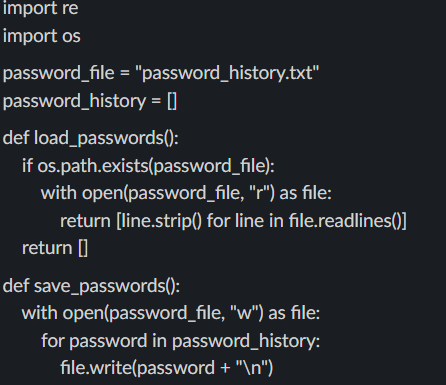 import re
import os
password_file = "password_history.txt"
password_history = []
def load_passwords():
    if os.path.exists(password_file):
        with open(password_file, "r") as file:
            return [line.strip() for line in file.readlines()]
    return []
def save_passwords():
    with open(password_file, "w") as file:
        for password in password_history:
            file.write(password + "\n")